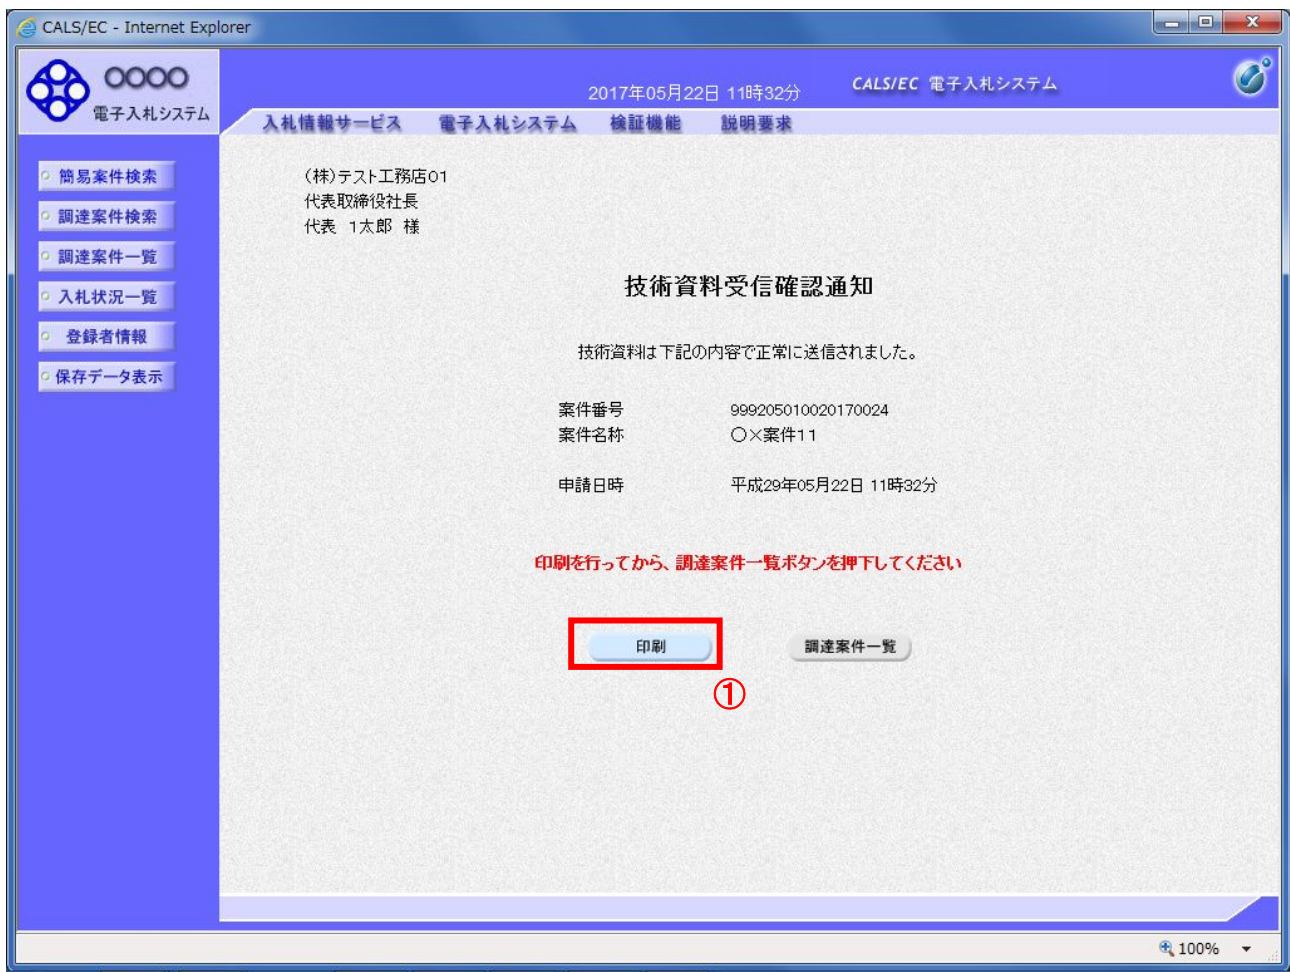 CALS/EC - Internet Explorer
○○○○
電子入札システム
2017年05月22日 11時32分
CALS/EC 電子入札システム
入札情報サービス 電子入札システム 検証機能 説明要求
簡易案件検索
調達案件検索
調達案件一覧
入札状況一覧
登録者情報
保存データ表示
(株)テスト工務店01
代表取締役社長
代表 1太郎 様
技術資料受信確認通知
技術資料は下記の内容で正常に送信されました。
案件番号 999205010020170024
案件名称 ○×案件11
申請日時 平成29年05月22日 11時32分
印刷を行ってから、調達案件一覧ボタンを押下してください
印刷 調達案件一覧
①
100%